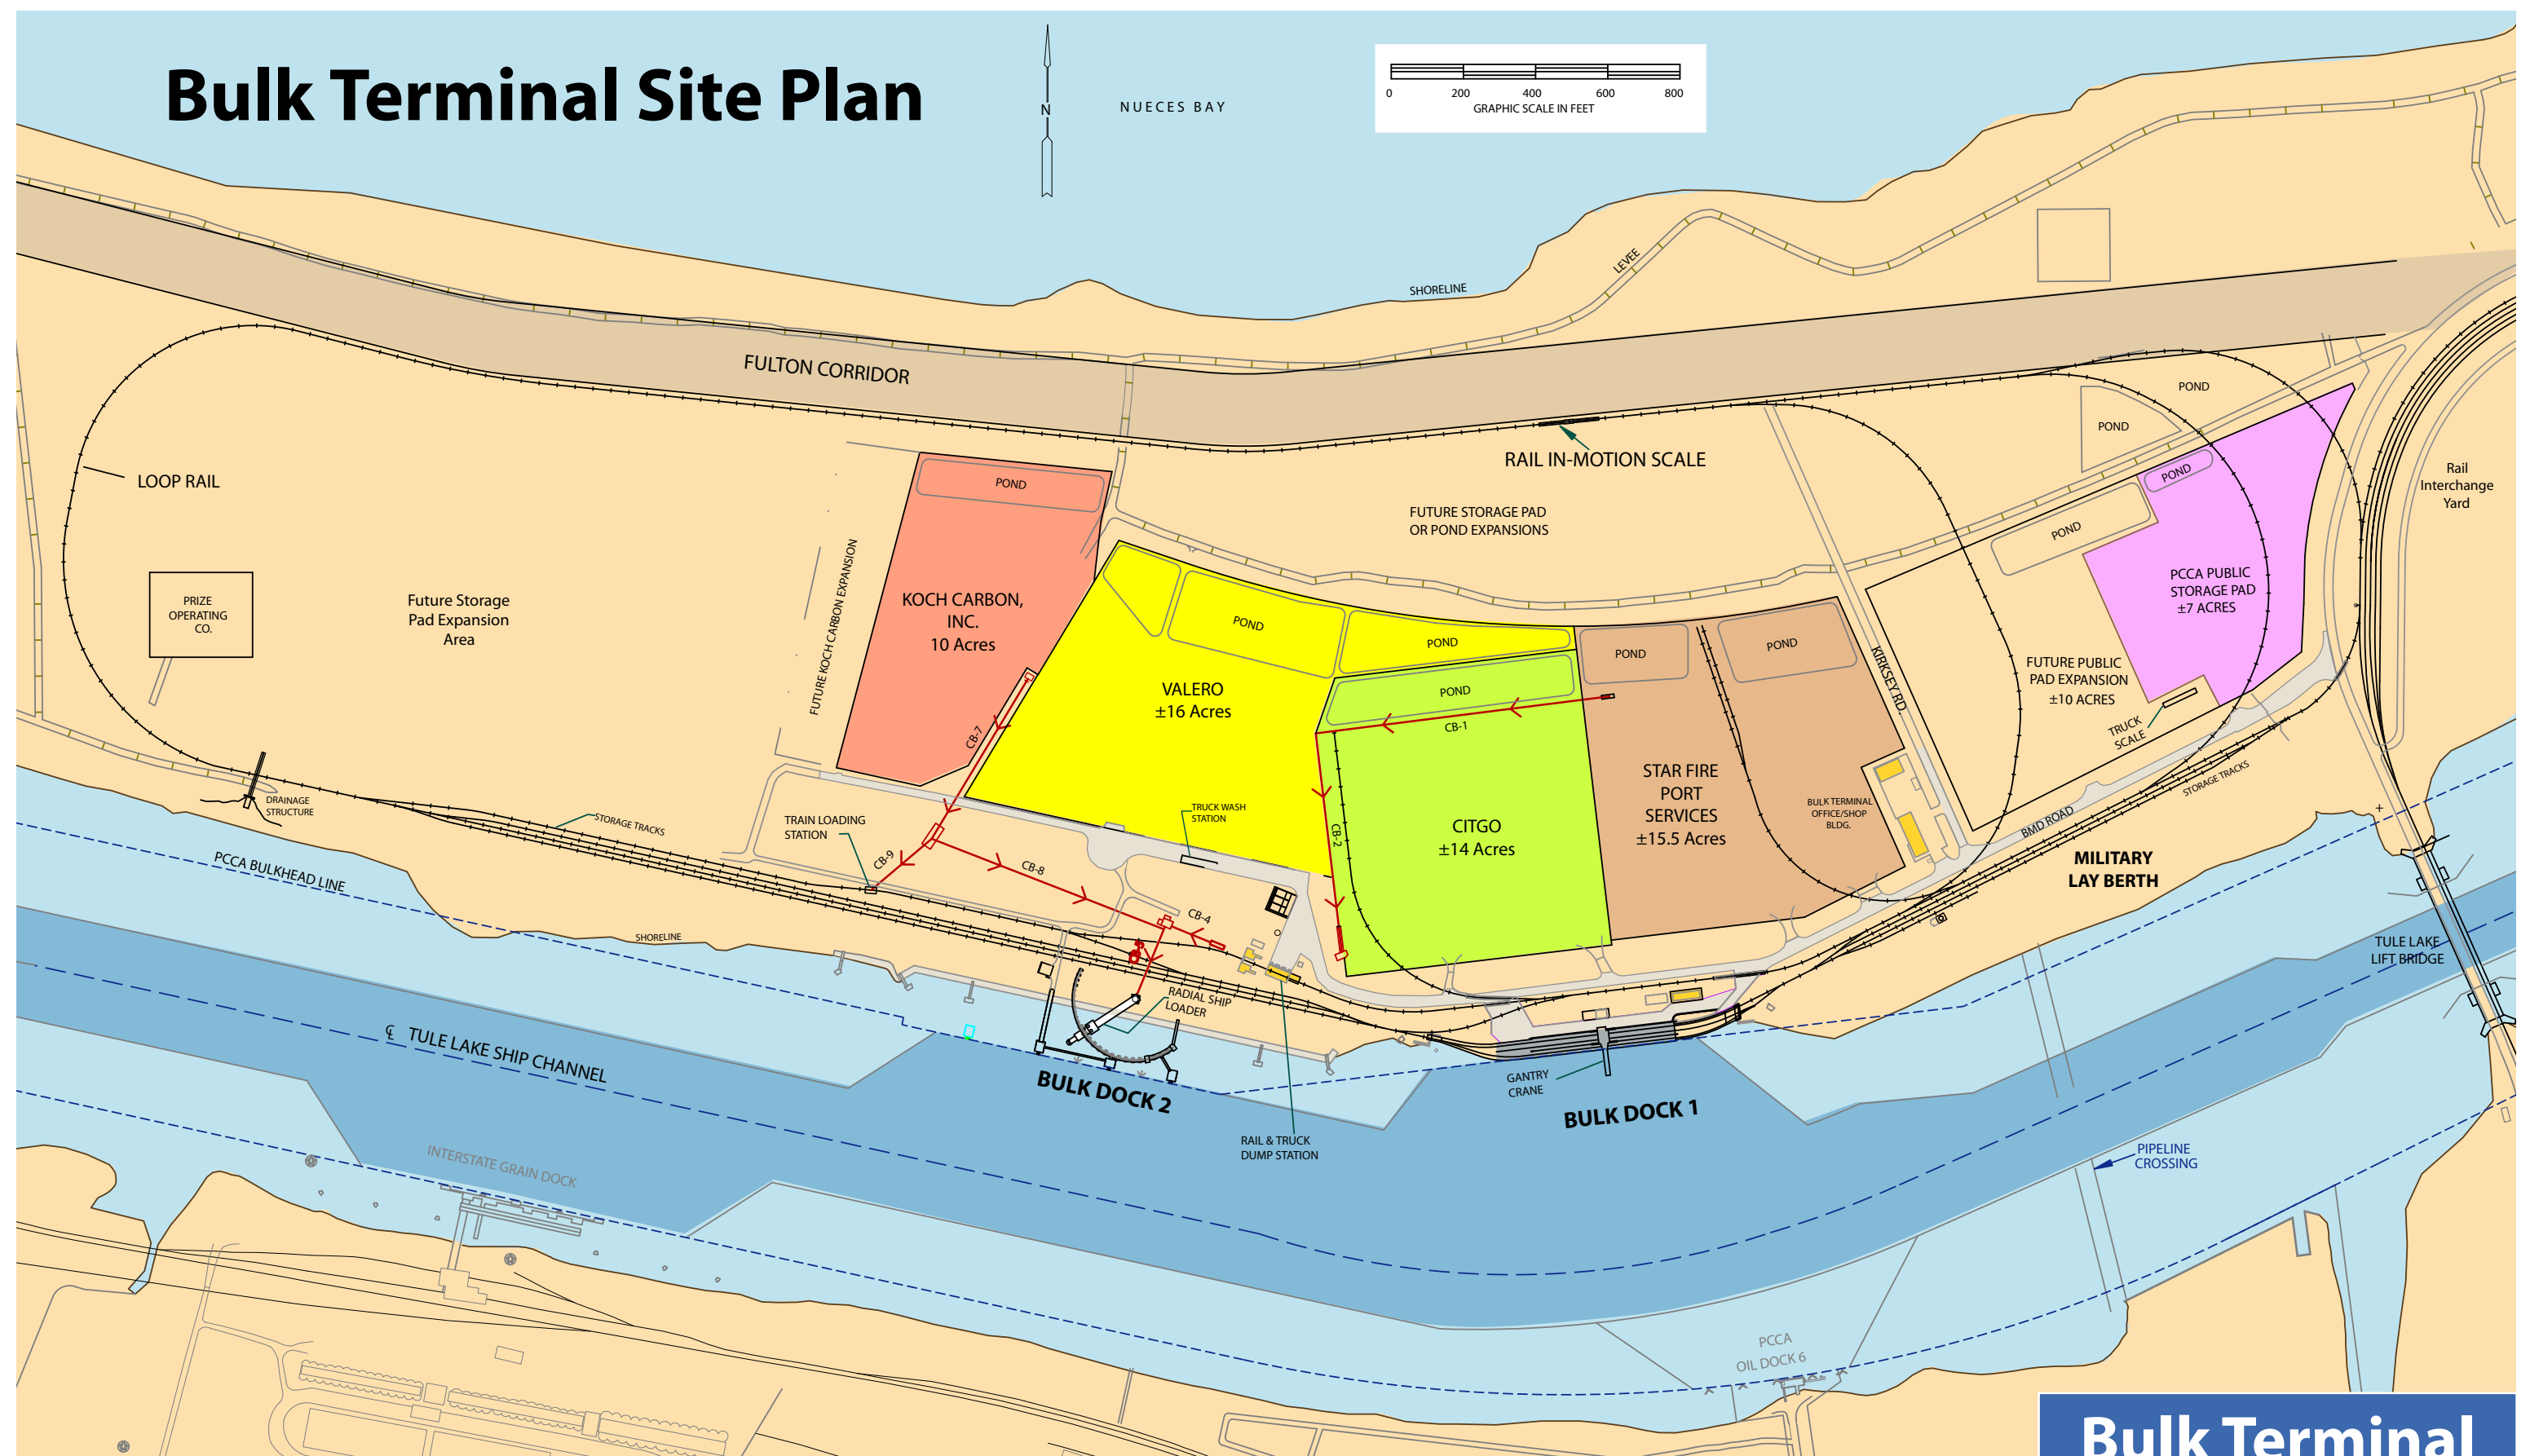 Bulk Terminal Site Plan
N
NUECES BAY
0 200 400 600 800
GRAPHIC SCALE IN FEET
LEVEE
SHORELINE
FULTON CORRIDOR
LOOP RAIL
RAIL IN-MOTION SCALE
FUTURE STORAGE PAD
OR POND EXPANSIONS
POND
POND
POND
POND
Rail
Interchange
Yard
PRIZE
OPERATING
CO.
Future Storage
Pad Expansion
Area
FUTURE KOCH CARBON EXPANSION
POND
KOCH CARBON,
INC.
10 Acres
CB-7
POND
POND
VALERO
±16 Acres
POND
CB-1
CB-2
CITGO
±14 Acres
POND
POND
STAR FIRE
PORT
SERVICES
±15.5 Acres
KIRKSEY RD.
BULK TERMINAL
OFFICE/SHOP
BLDG.
PCCA PUBLIC
STORAGE PAD
±7 ACRES
FUTURE PUBLIC
PAD EXPANSION
±10 ACRES
TRUCK
SCALE
STORAGE TRACKS
BMD ROAD
MILITARY
LAY BERTH
TULE LAKE
LIFT BRIDGE
DRAINAGE
STRUCTURE
STORAGE TRACKS
TRAIN LOADING
STATION
TRUCK WASH
STATION
CB-9
CB-8
CB-4
PCCA BULKHEAD LINE
SHORELINE
RADIAL SHIP
LOADER
℄ TULE LAKE SHIP CHANNEL
BULK DOCK 2
GANTRY
CRANE
BULK DOCK 1
RAIL & TRUCK
DUMP STATION
INTERSTATE GRAIN DOCK
PIPELINE
CROSSING
PCCA
OIL DOCK 6
Bulk Terminal